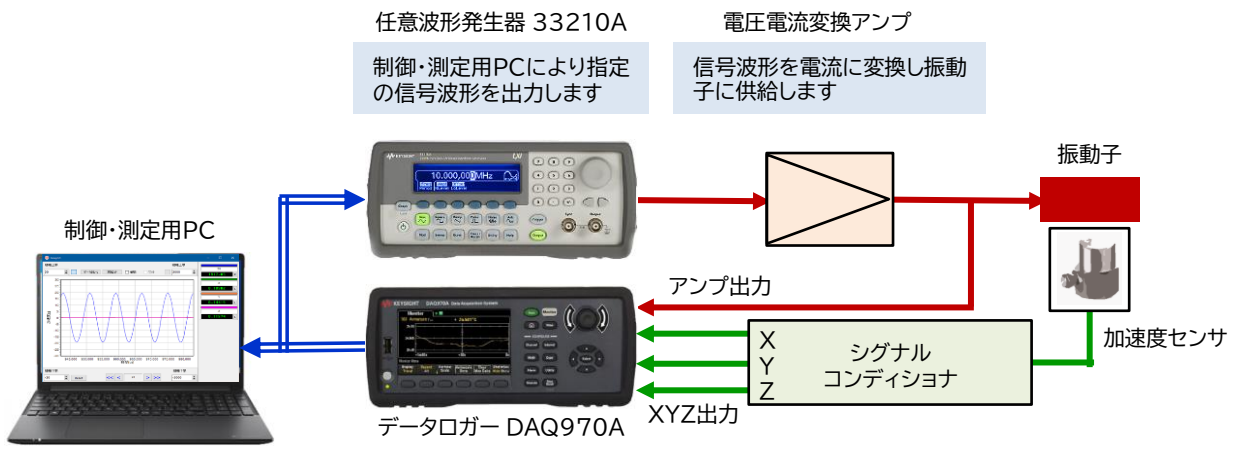 任意波形発生器 33210A
電圧電流変換アンプ
制御・測定用PCにより指定
の信号波形を出力します
信号波形を電流に変換し振動
子に供給します
振動子
制御・測定用PC
10.000,000MHz
アンプ出力
KEYSIGHT DAQ970A Data Acquisition System
加速度センサ
X
Y
Z
シグナル
コンディショナ
XYZ出力
データロガー DAQ970A